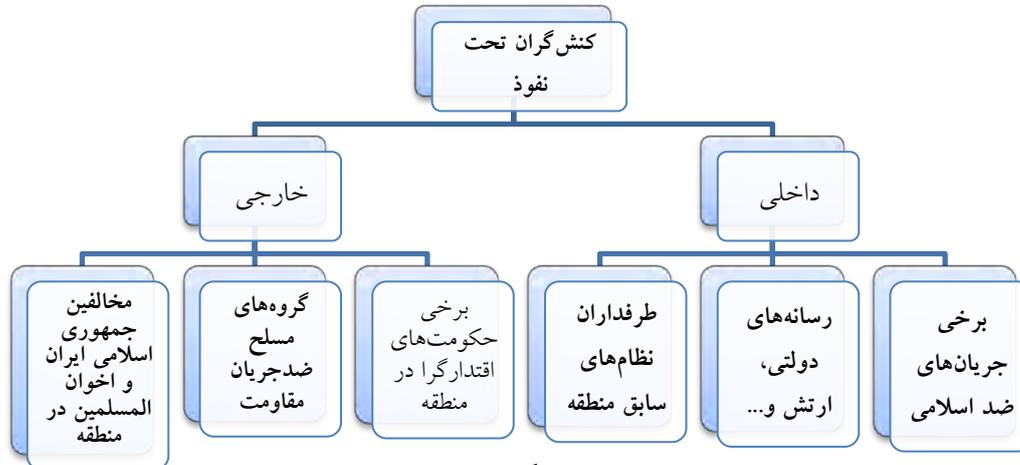 کنش‌گران تحت
نفوذ
داخلی
خارجی
برخی
جریان‌های
ضد اسلامی
رسانه‌های
دولتی،
ارتش و...
طرفداران
نظام‌های
سابق منطقه
برخی
حکومت‌های
اقتدارگرا در
منطقه
گروه‌های
مسلح
ضدجریان
مقاومت
مخالفین
جمهوری
اسلامی ایران
و اخوان
المسلمین در
منطقه